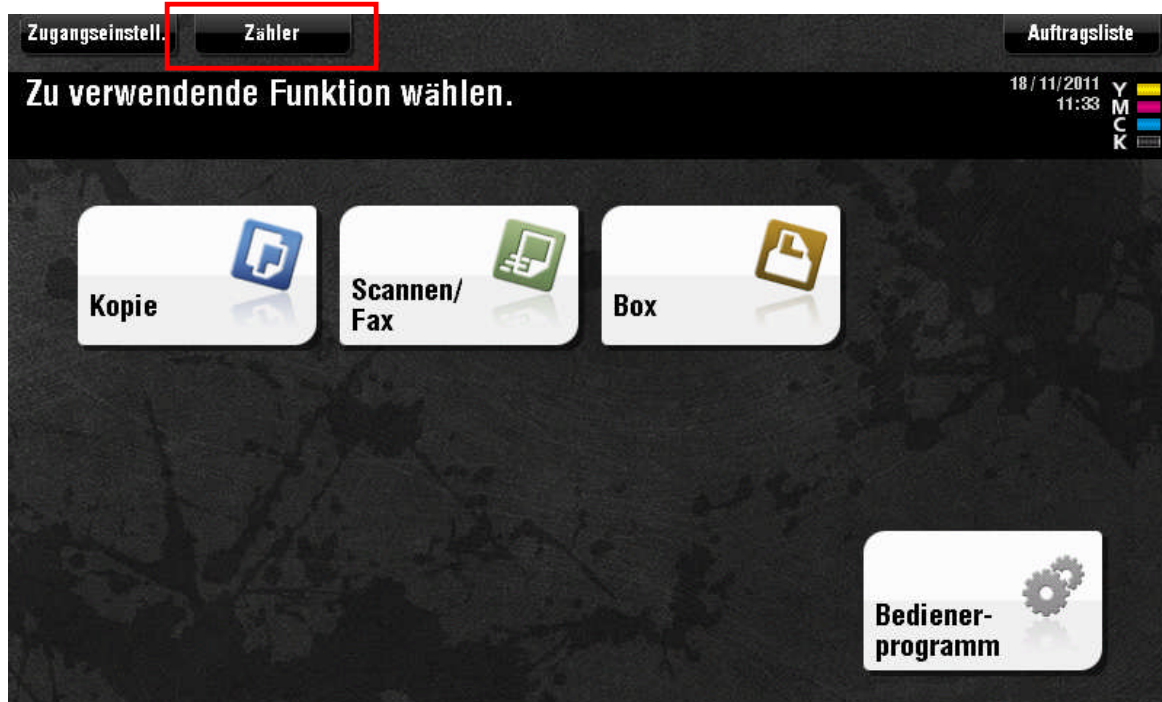 Zugangseinstell.
Zähler
Auftragsliste
Zu verwendende Funktion wählen.
18/11/2011
11:33
Y
M
C
K
Kopie
Scannen/
Fax
Box
Bediener-
programm